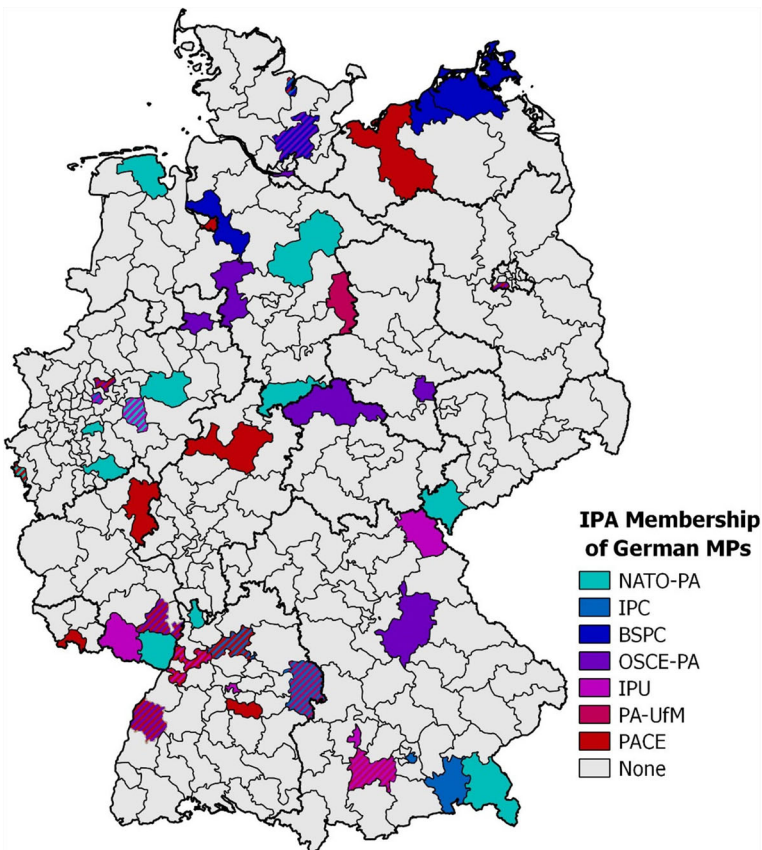 IPA Membership
of German MPs
NATO-PA
IPC
BSPC
OSCE-PA
IPU
PA-UfM
PACE
None